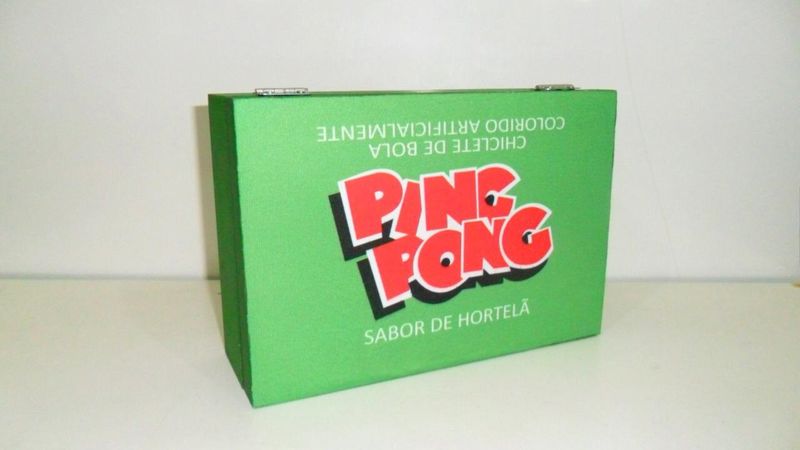 CHICLETE DE BOLA
COLORIDO ARTIFICIALMENTE
PING
PONG
SABOR DE HORTELÃ